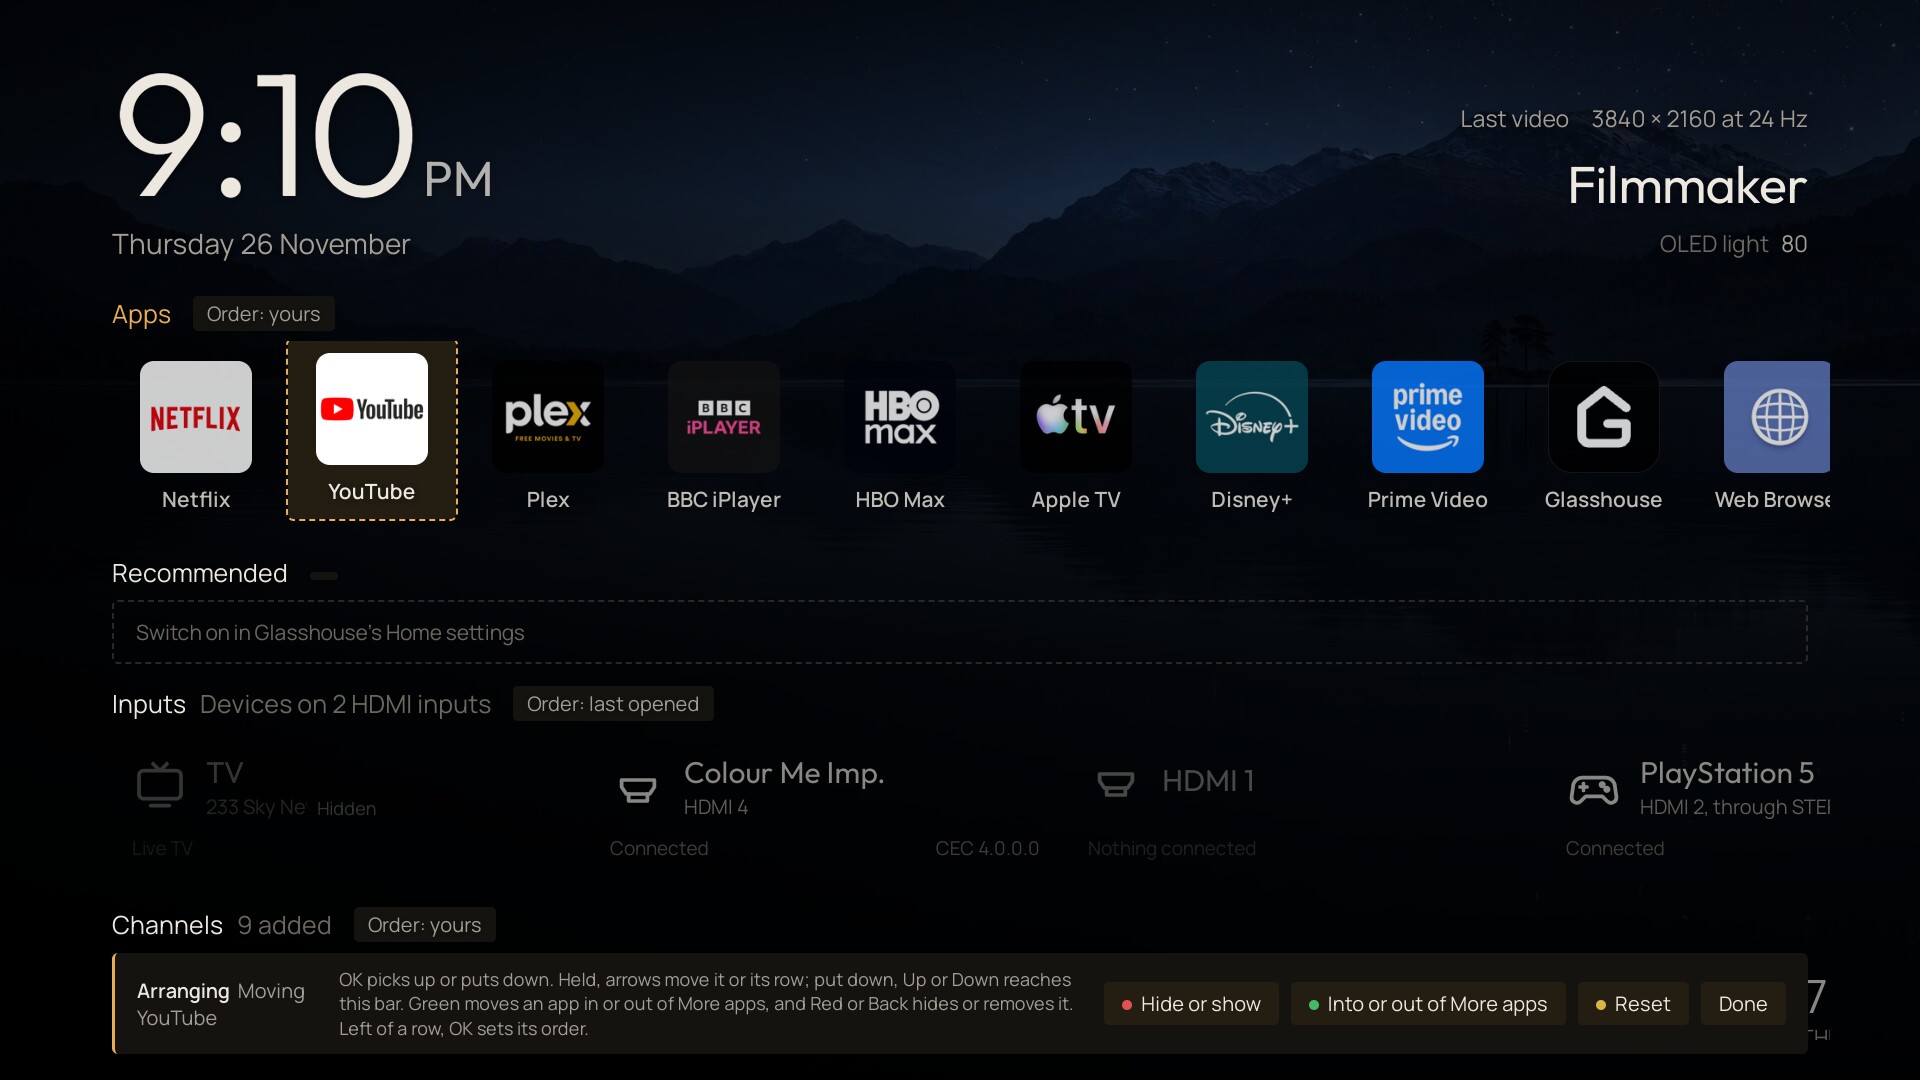 9:10 PM
Thursday 26 November
Last video 3840 × 2160 at 24 Hz
Filmmaker
OLED light 80
Apps Order: yours
NETFLIX
YouTube
plex
FREE MOVIES & TV
BBC
iPLAYER
HBO
max
tv
Disney+
prime
video
Netflix YouTube Plex BBC iPlayer HBO Max Apple TV Disney+ Prime Video Glasshouse Web Browse
Recommended
Switch on in Glasshouse's Home settings
Inputs Devices on 2 HDMI inputs Order: last opened
TV
233 Sky Ne Hidden
Live TV
Colour Me Imp.
HDMI 4
Connected CEC 4.0.0.0
HDMI 1
Nothing connected
PlayStation 5
HDMI 2, through STE
Connected
Channels 9 added Order: yours
Arranging Moving
YouTube
OK picks up or puts down. Held, arrows move it or its row; put down, Up or Down reaches
this bar. Green moves an app in or out of More apps, and Red or Back hides or removes it.
Left of a row, OK sets its order.
Hide or show
Into or out of More apps
Reset
Done
7